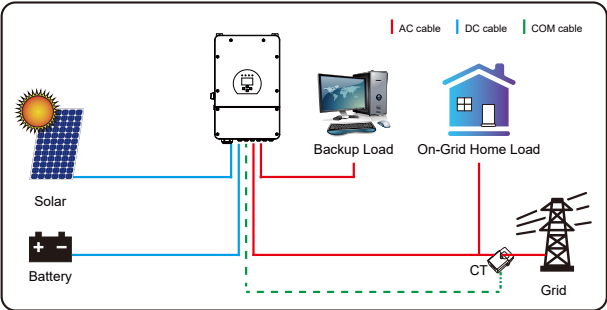 AC cable
DC cable
COM cable
Backup Load
On-Grid Home Load
Solar
Battery
CT
Grid